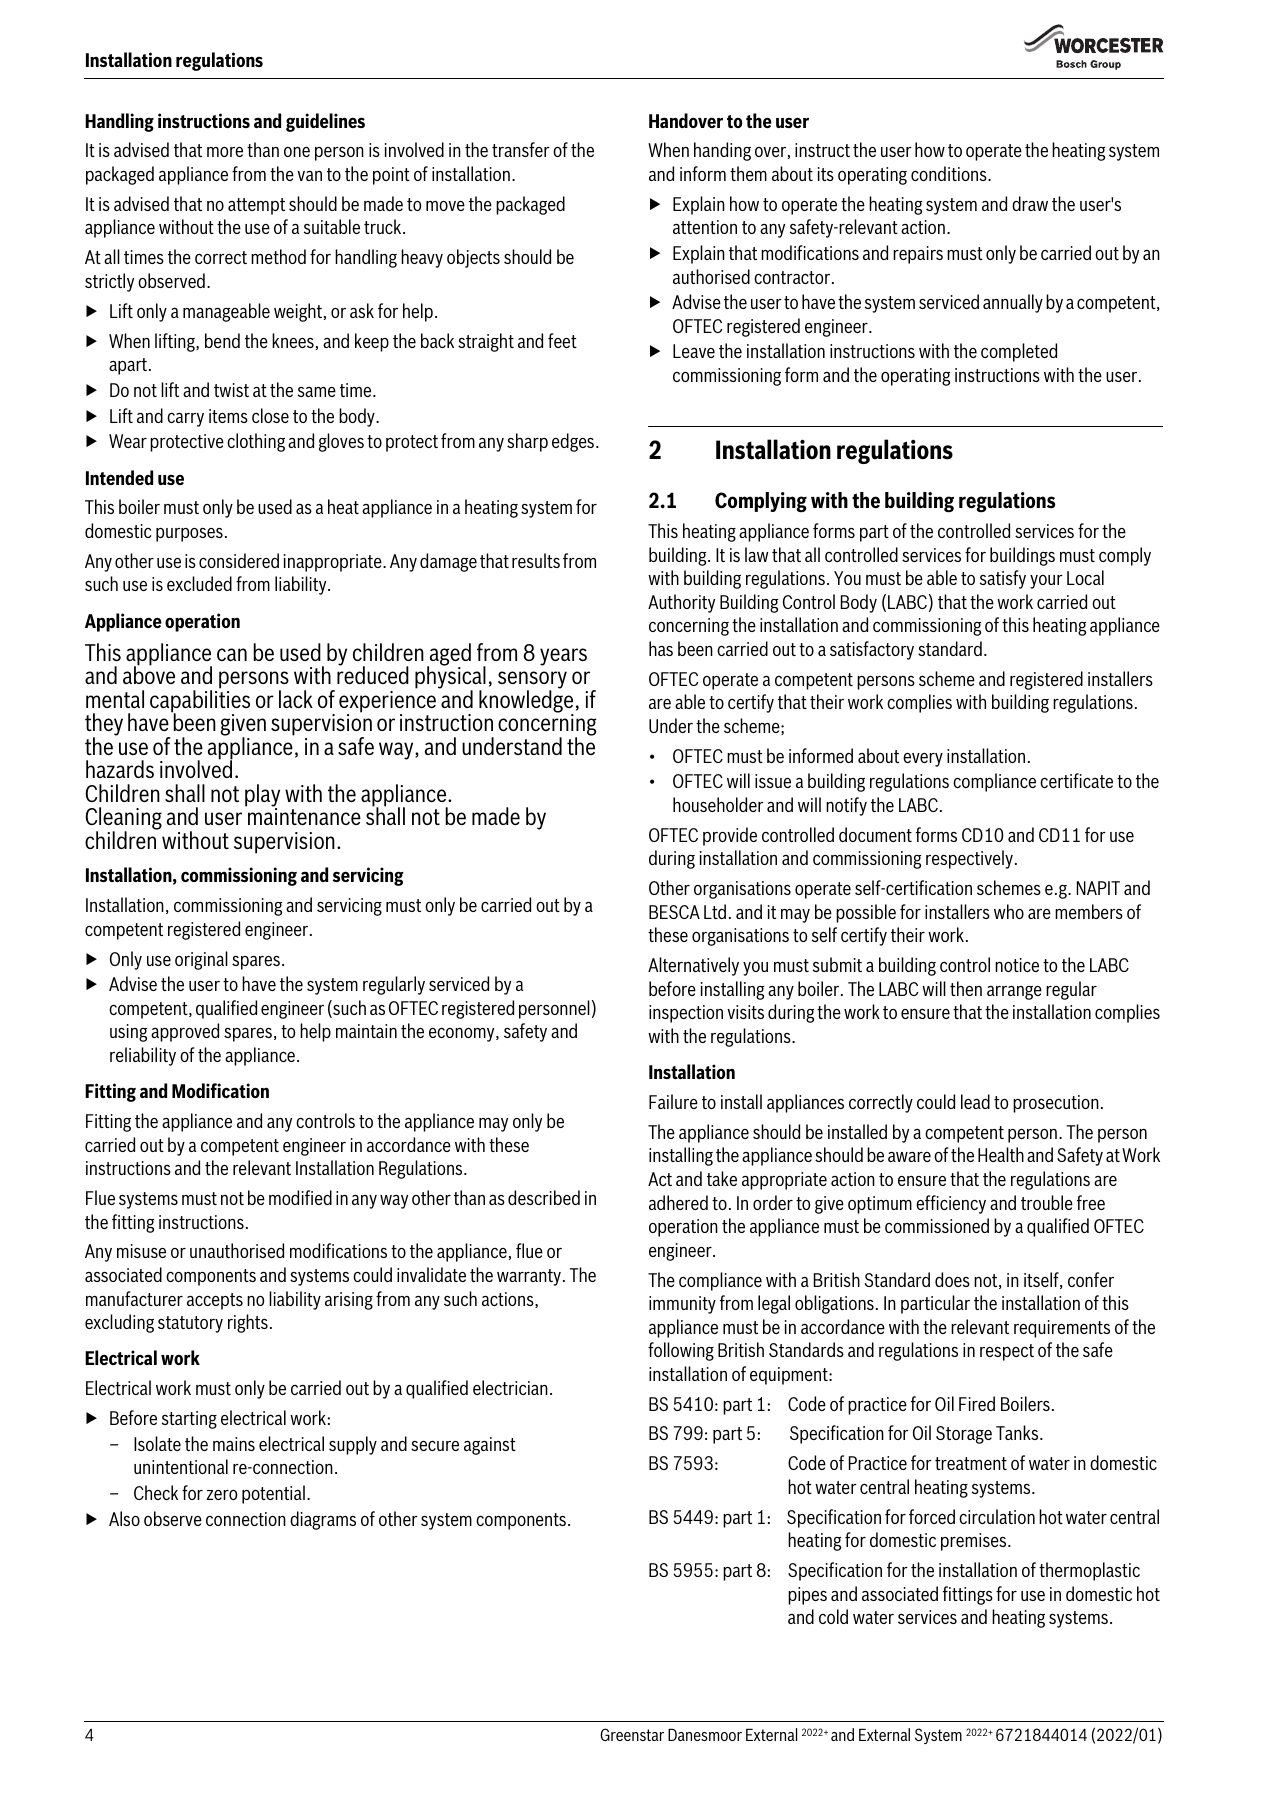 Installation regulations
WORCESTER
Bosch Group
Handling instructions and guidelines
It is advised that more than one person is involved in the transfer of the
packaged appliance from the van to the point of installation.
It is advised that no attempt should be made to move the packaged
appliance without the use of a suitable truck.
At all times the correct method for handling heavy objects should be
strictly observed.
▶ Lift only a manageable weight, or ask for help.
▶ When lifting, bend the knees, and keep the back straight and feet
apart.
▶ Do not lift and twist at the same time.
▶ Lift and carry items close to the body.
▶ Wear protective clothing and gloves to protect from any sharp edges.
Intended use
This boiler must only be used as a heat appliance in a heating system for
domestic purposes.
Any other use is considered inappropriate. Any damage that results from
such use is excluded from liability.
Appliance operation
This appliance can be used by children aged from 8 years
and above and persons with reduced physical, sensory or
mental capabilities or lack of experience and knowledge, if
they have been given supervision or instruction concerning
the use of the appliance, in a safe way, and understand the
hazards involved.
Children shall not play with the appliance.
Cleaning and user maintenance shall not be made by
children without supervision.
Installation, commissioning and servicing
Installation, commissioning and servicing must only be carried out by a
competent registered engineer.
▶ Only use original spares.
▶ Advise the user to have the system regularly serviced by a
competent, qualified engineer (such as OFTEC registered personnel)
using approved spares, to help maintain the economy, safety and
reliability of the appliance.
Fitting and Modification
Fitting the appliance and any controls to the appliance may only be
carried out by a competent engineer in accordance with these
instructions and the relevant Installation Regulations.
Flue systems must not be modified in any way other than as described in
the fitting instructions.
Any misuse or unauthorised modifications to the appliance, flue or
associated components and systems could invalidate the warranty. The
manufacturer accepts no liability arising from any such actions,
excluding statutory rights.
Electrical work
Electrical work must only be carried out by a qualified electrician.
▶ Before starting electrical work:
– Isolate the mains electrical supply and secure against
unintentional re-connection.
– Check for zero potential.
▶ Also observe connection diagrams of other system components.
Handover to the user
When handing over, instruct the user how to operate the heating system
and inform them about its operating conditions.
▶ Explain how to operate the heating system and draw the user's
attention to any safety-relevant action.
▶ Explain that modifications and repairs must only be carried out by an
authorised contractor.
▶ Advise the user to have the system serviced annually by a competent,
OFTEC registered engineer.
▶ Leave the installation instructions with the completed
commissioning form and the operating instructions with the user.
2 Installation regulations
2.1 Complying with the building regulations
This heating appliance forms part of the controlled services for the
building. It is law that all controlled services for buildings must comply
with building regulations. You must be able to satisfy your Local
Authority Building Control Body (LABC) that the work carried out
concerning the installation and commissioning of this heating appliance
has been carried out to a satisfactory standard.
OFTEC operate a competent persons scheme and registered installers
are able to certify that their work complies with building regulations.
Under the scheme;
• OFTEC must be informed about every installation.
• OFTEC will issue a building regulations compliance certificate to the
householder and will notify the LABC.
OFTEC provide controlled document forms CD10 and CD11 for use
during installation and commissioning respectively.
Other organisations operate self-certification schemes e.g. NAPIT and
BESCA Ltd. and it may be possible for installers who are members of
these organisations to self certify their work.
Alternatively you must submit a building control notice to the LABC
before installing any boiler. The LABC will then arrange regular
inspection visits during the work to ensure that the installation complies
with the regulations.
Installation
Failure to install appliances correctly could lead to prosecution.
The appliance should be installed by a competent person. The person
installing the appliance should be aware of the Health and Safety at Work
Act and take appropriate action to ensure that the regulations are
adhered to. In order to give optimum efficiency and trouble free
operation the appliance must be commissioned by a qualified OFTEC
engineer.
The compliance with a British Standard does not, in itself, confer
immunity from legal obligations. In particular the installation of this
appliance must be in accordance with the relevant requirements of the
following British Standards and regulations in respect of the safe
installation of equipment:
BS 5410: part 1: Code of practice for Oil Fired Boilers.
BS 799: part 5: Specification for Oil Storage Tanks.
BS 7593: Code of Practice for treatment of water in domestic
hot water central heating systems.
BS 5449: part 1: Specification for forced circulation hot water central
heating for domestic premises.
BS 5955: part 8: Specification for the installation of thermoplastic
pipes and associated fittings for use in domestic hot
and cold water services and heating systems.
4 Greenstar Danesmoor External 2022+ and External System 2022+ 6721844014 (2022/01)